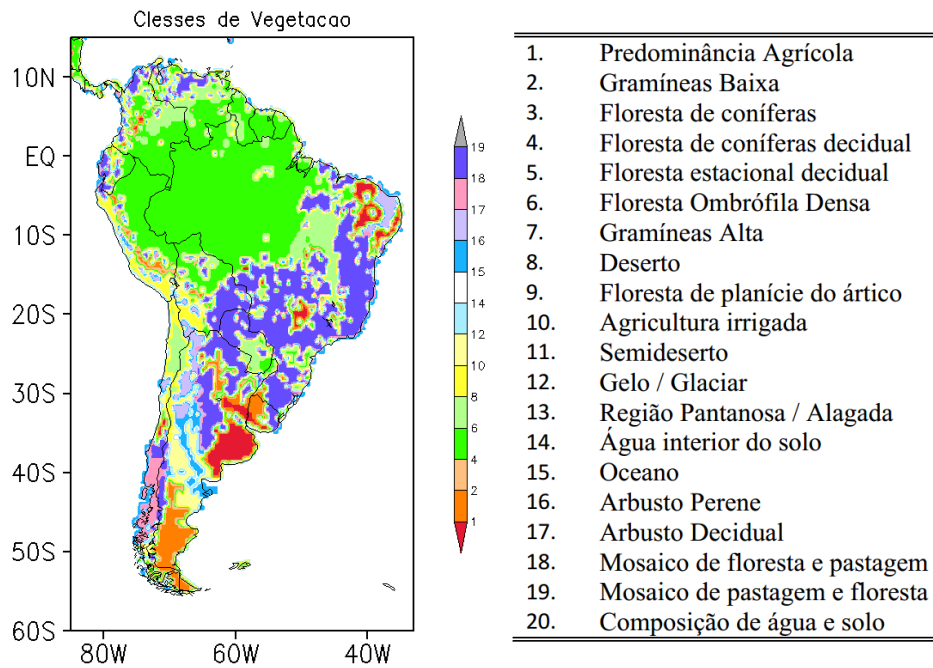 Clesses de Vegetacao
10N
EQ
10S
20S
30S
40S
50S
60S
80W 60W 40W
19
18
17
16
15
14
12
10
8
6
4
2
1
1. Predominância Agrícola
2. Gramíneas Baixa
3. Floresta de coníferas
4. Floresta de coníferas decidual
5. Floresta estacional decidual
6. Floresta Ombrófila Densa
7. Gramíneas Alta
8. Deserto
9. Floresta de planície do ártico
10. Agricultura irrigada
11. Semideserto
12. Gelo / Glaciar
13. Região Pantanosa / Alagada
14. Água interior do solo
15. Oceano
16. Arbusto Perene
17. Arbusto Decidual
18. Mosaico de floresta e pastagem
19. Mosaico de pastagem e floresta
20. Composição de água e solo